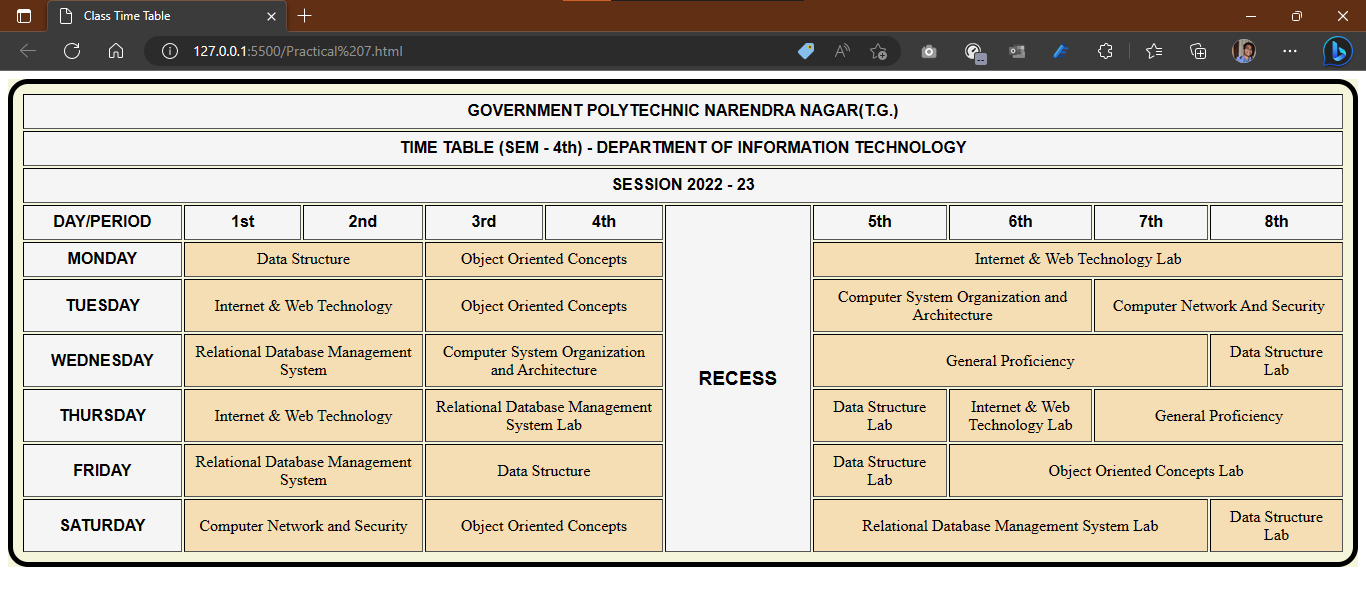 Class Time Table
127.0.0.1:5500/Practical%207.html
GOVERNMENT POLYTECHNIC NARENDRA NAGAR(T.G.)
TIME TABLE (SEM - 4th) - DEPARTMENT OF INFORMATION TECHNOLOGY
SESSION 2022 - 23
DAY/PERIOD 1st 2nd 3rd 4th RECESS 5th 6th 7th 8th
MONDAY Data Structure Object Oriented Concepts Internet & Web Technology Lab
TUESDAY Internet & Web Technology Object Oriented Concepts Computer System Organization and
Architecture Computer Network And Security
WEDNESDAY Relational Database Management
System Computer System Organization
and Architecture General Proficiency Data Structure
Lab
THURSDAY Internet & Web Technology Relational Database Management
System Lab Data Structure
Lab Internet & Web
Technology Lab General Proficiency
FRIDAY Relational Database Management
System Data Structure Data Structure
Lab Object Oriented Concepts Lab
SATURDAY Computer Network and Security Object Oriented Concepts Relational Database Management System Lab Data Structure
Lab